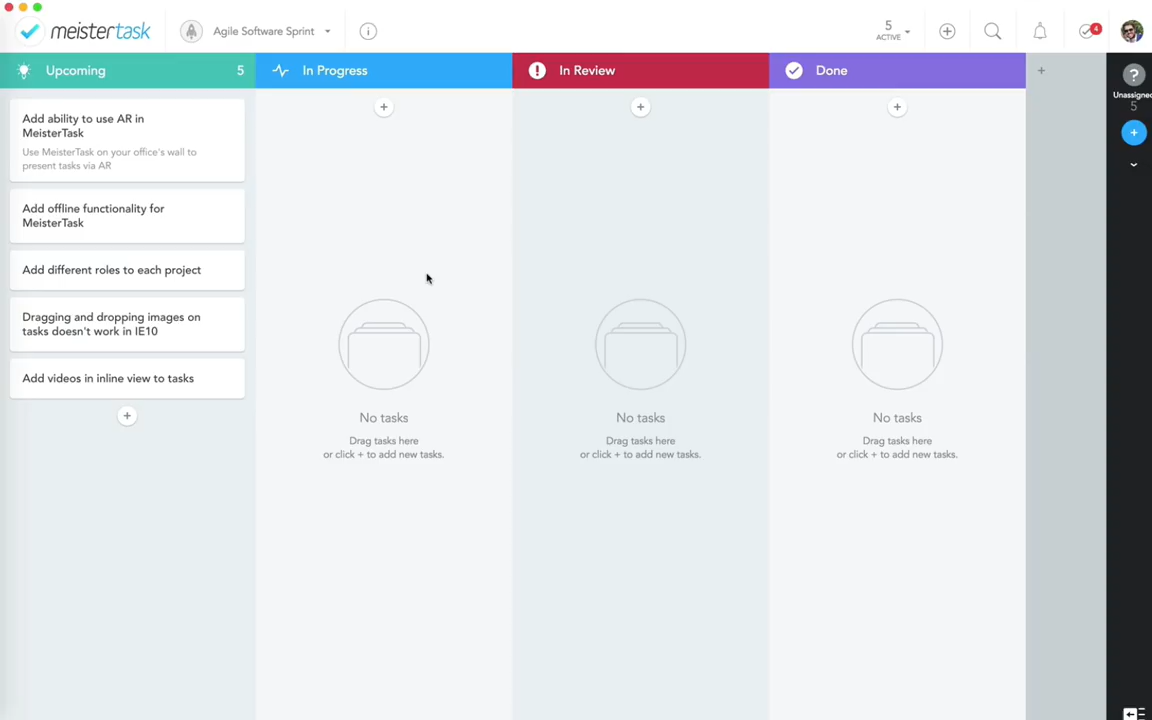 meistertask
Agile Software Sprint
5
ACTIVE
4
Upcoming
5
In Progress
In Review
Done
Unassigned
5
Add ability to use AR in
MeisterTask
Use MeisterTask on your office's wall to
present tasks via AR
Add offline functionality for
MeisterTask
Add different roles to each project
Dragging and dropping images on
tasks doesn't work in IE10
Add videos in inline view to tasks
No tasks
Drag tasks here
or click + to add new tasks.
No tasks
Drag tasks here
or click + to add new tasks.
No tasks
Drag tasks here
or click + to add new tasks.